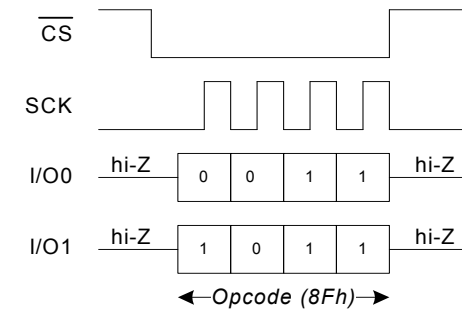 CS
SCK
I/O0 hi-Z 0 0 1 1 hi-Z
I/O1 hi-Z 1 0 1 1 hi-Z
Opcode (8Fh)